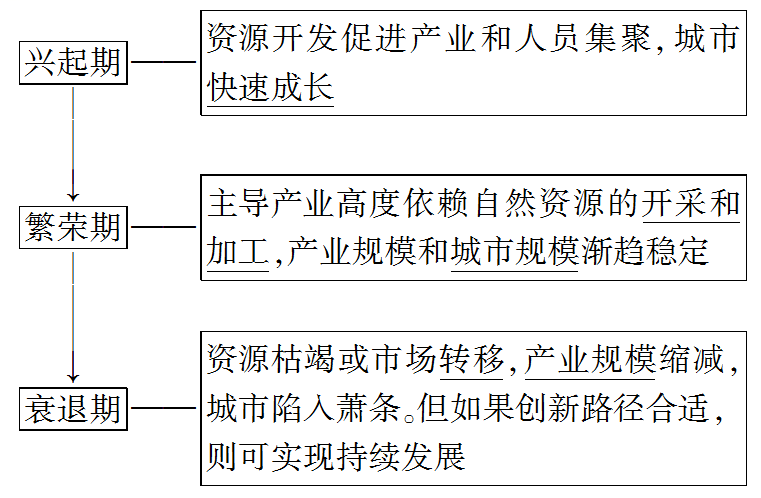 兴起期
资源开发促进产业和人员集聚,城市
快速成长
繁荣期
主导产业高度依赖自然资源的开采和
加工,产业规模和城市规模渐趋稳定
衰退期
资源枯竭或市场转移,产业规模缩减,
城市陷入萧条。但如果创新路径合适,
则可实现持续发展